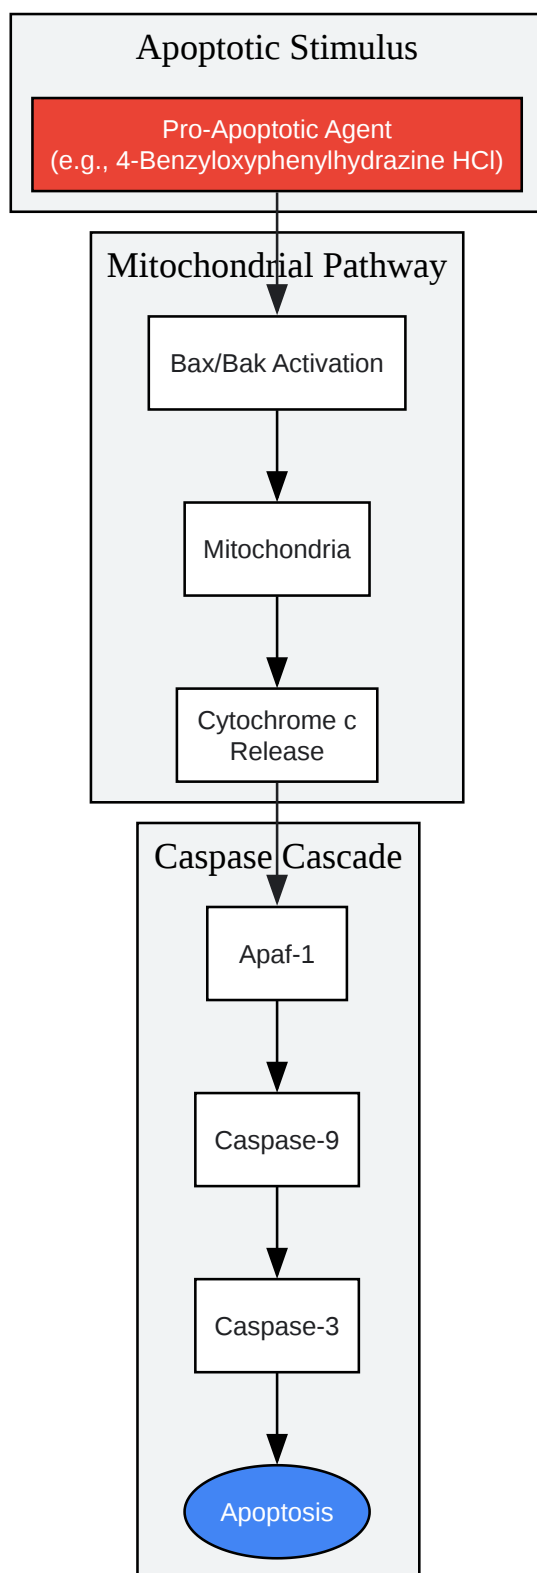 Apoptotic Stimulus
Pro-Apoptotic Agent
(e.g., 4-Benzyloxyphenylhydrazine HCl)
Mitochondrial Pathway
Bax/Bak Activation
Mitochondria
Cytochrome c
Release
Caspase Cascade
Apaf-1
Caspase-9
Caspase-3
Apoptosis